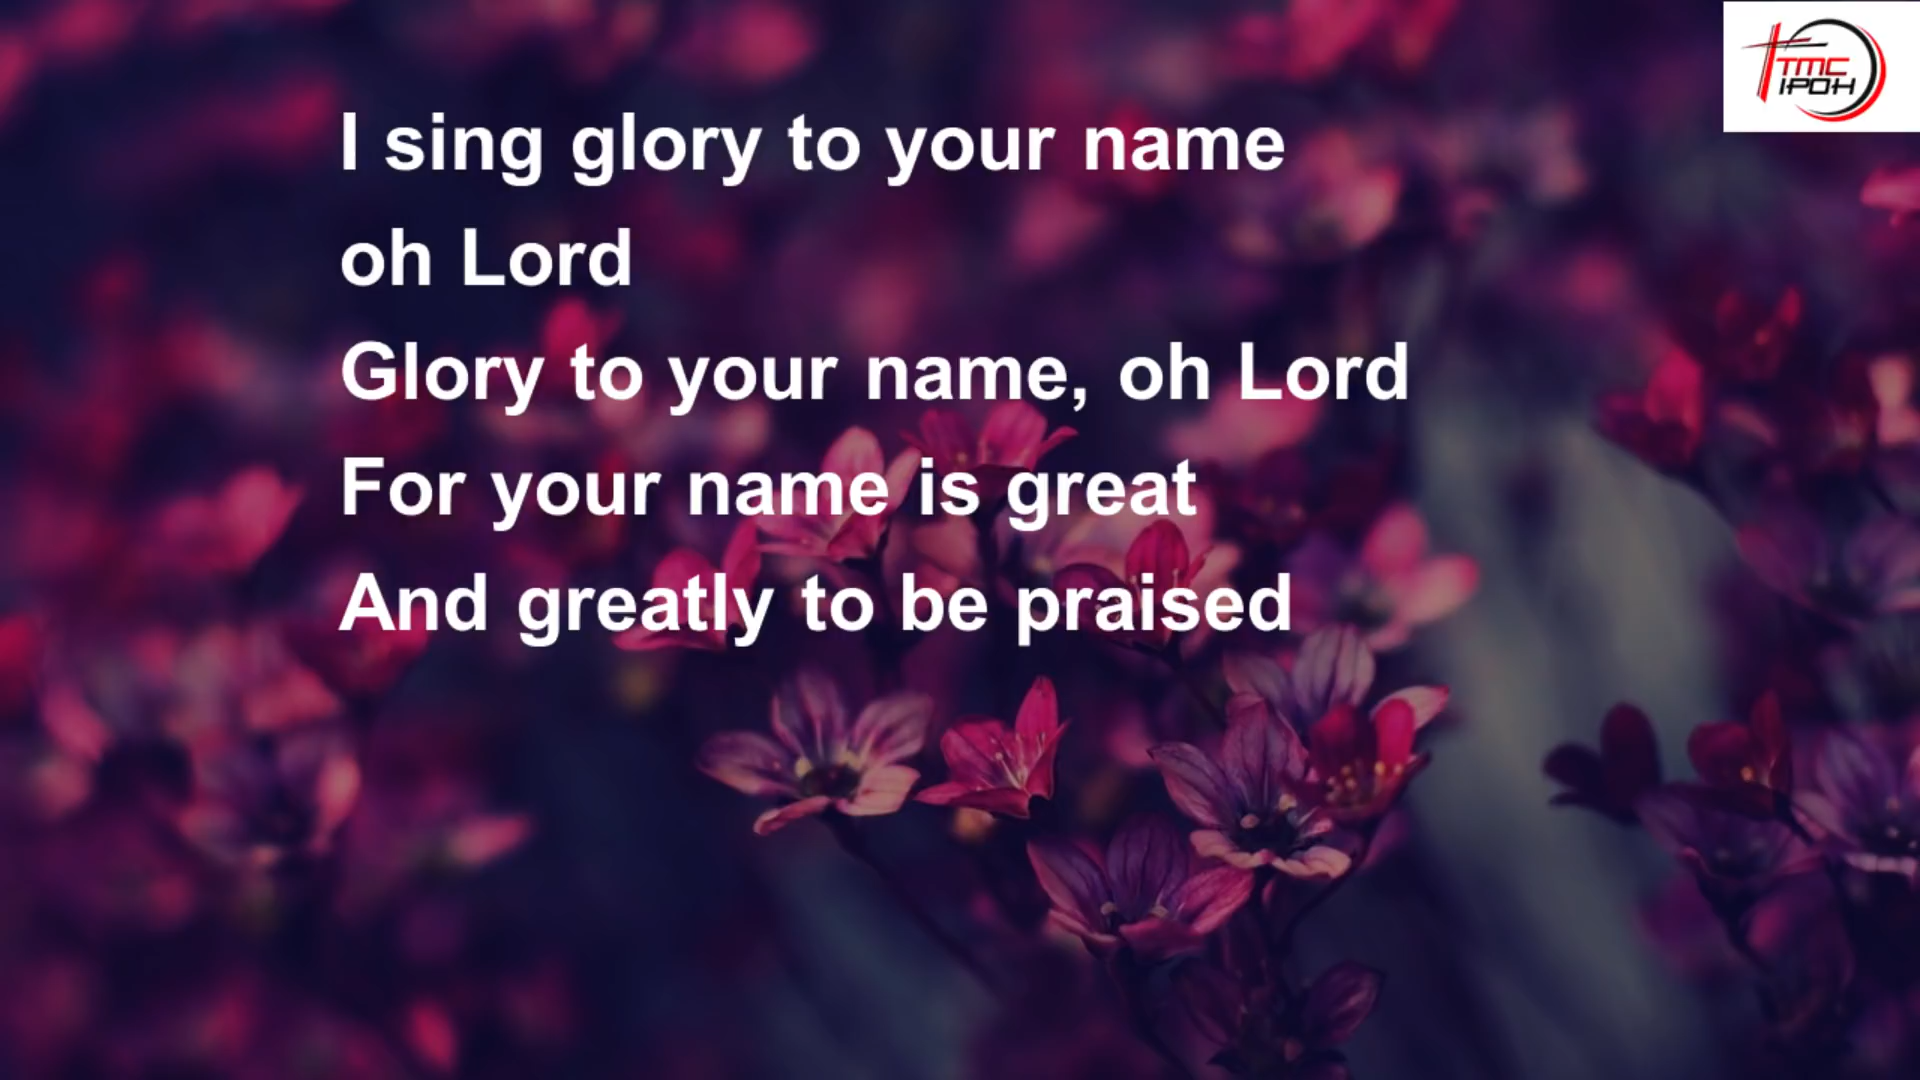 TMC
IPOH
I sing glory to your name
oh Lord
Glory to your name, oh Lord
For your name is great
And greatly to be praised